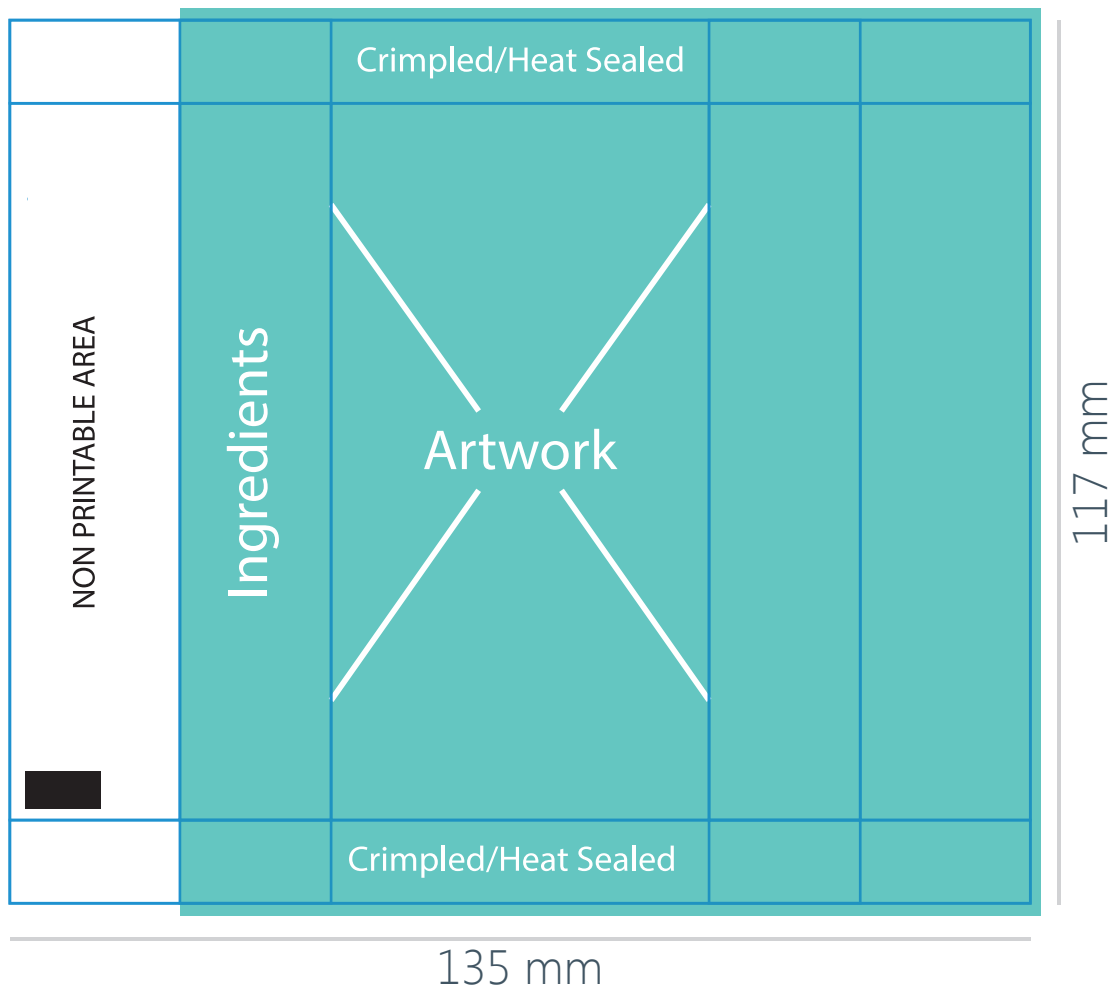 Crimpled/Heat Sealed
NON PRINTABLE AREA
Ingredients
Artwork
117 mm
Crimpled/Heat Sealed
135 mm